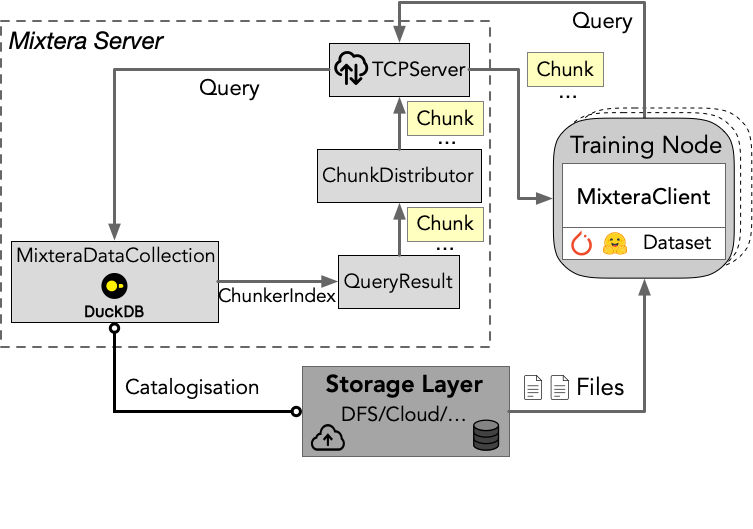 Query
Mixtera Server
TCPServer
Chunk
...
Query
Chunk
...
Training Node
ChunkDistributor
MixteraClient
Chunk
...
Dataset
MixteraDataCollection
DuckDB
ChunkerIndex
QueryResult
Storage Layer
DFS/Cloud/...
Catalogisation
Files